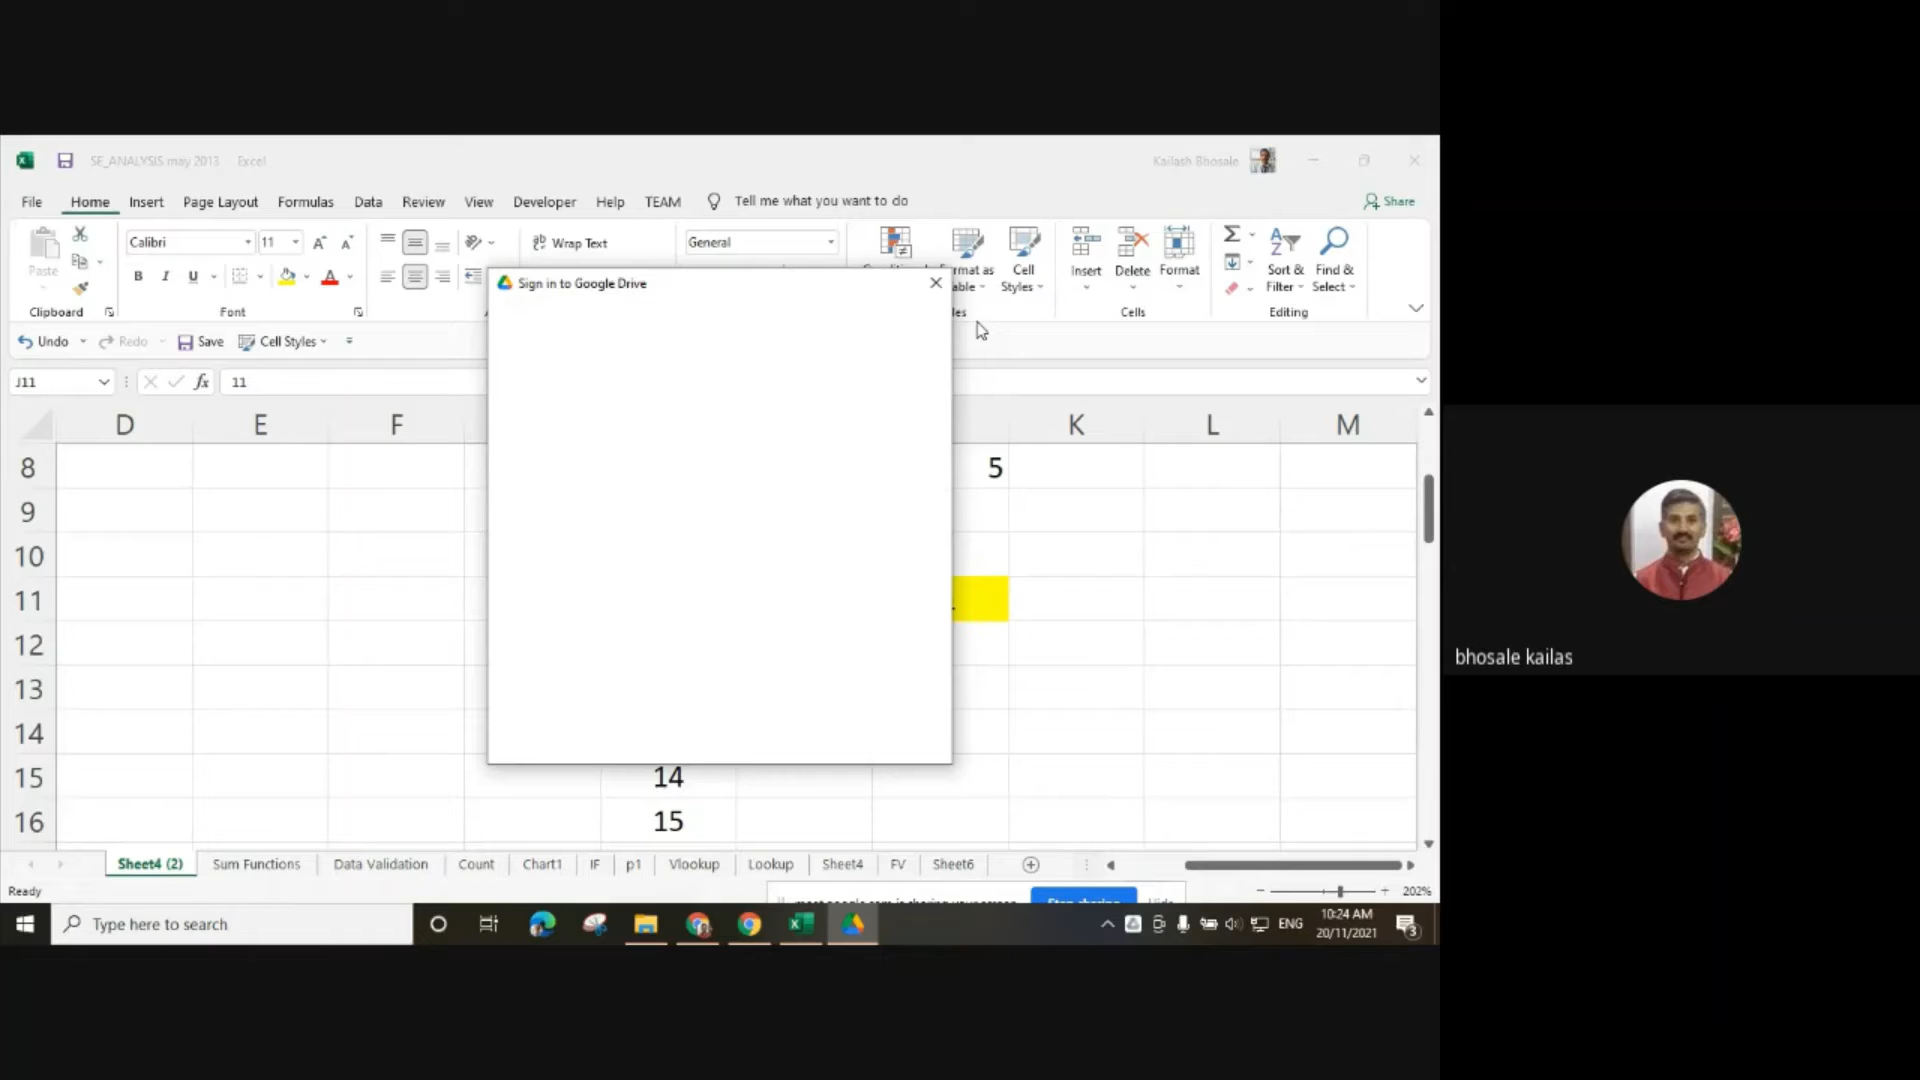 SE_ANALYSIS may 2013 Excel
Kailash Bhosale
File Home Insert Page Layout Formulas Data Review View Developer Help TEAM Tell me what you want to do
Share
Paste
Calibri 11
Wrap Text
General
B I U
Cell Styles
Insert Delete Format
Sort & Filter
Find & Select
Clipboard Font Cells Editing
Sign in to Google Drive
Undo Redo Save Cell Styles
J11 fx 11
D E F K L M
8 5
9
10
11
12
13
14
15 14
16 15
Sheet4 (2) Sum Functions Data Validation Count Chart1 IF p1 Vlookup Lookup Sheet4 FV Sheet6
Ready
202%
Type here to search
ENG
10:24 AM
20/11/2021
3
bhosale kailas